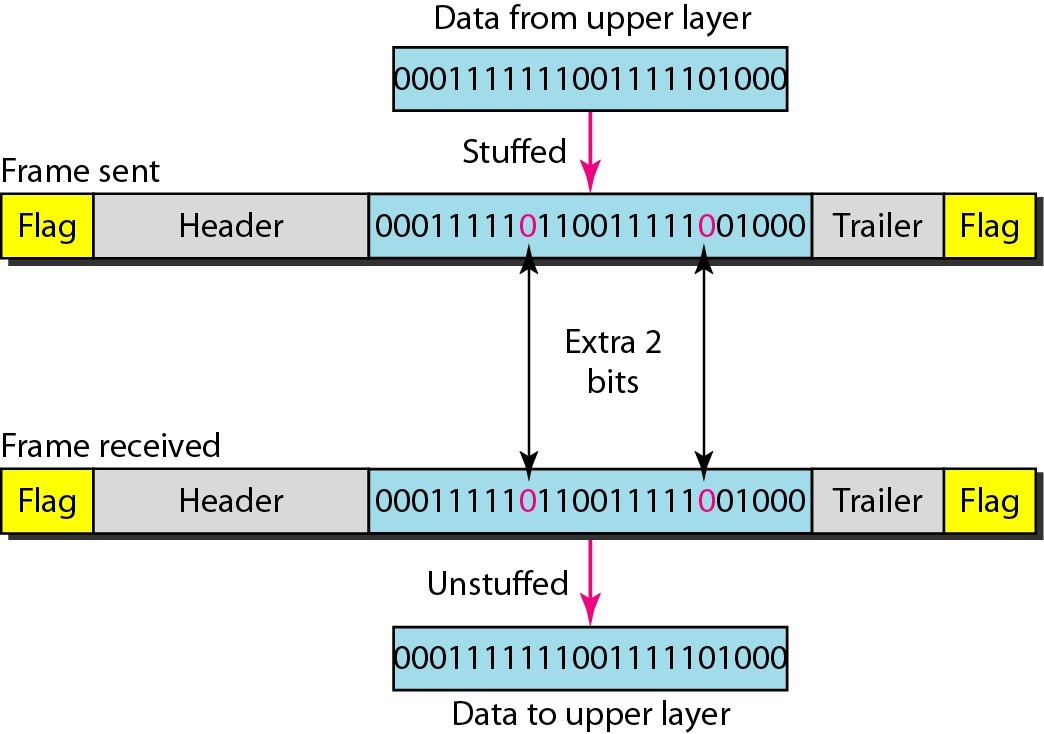 Data from upper layer
0001111111001111101000
Stuffed
Frame sent
Flag Header 000111110110011111001000 Trailer Flag
Extra 2
bits
Frame received
Flag Header 000111110110011111001000 Trailer Flag
Unstuffed
0001111111001111101000
Data to upper layer